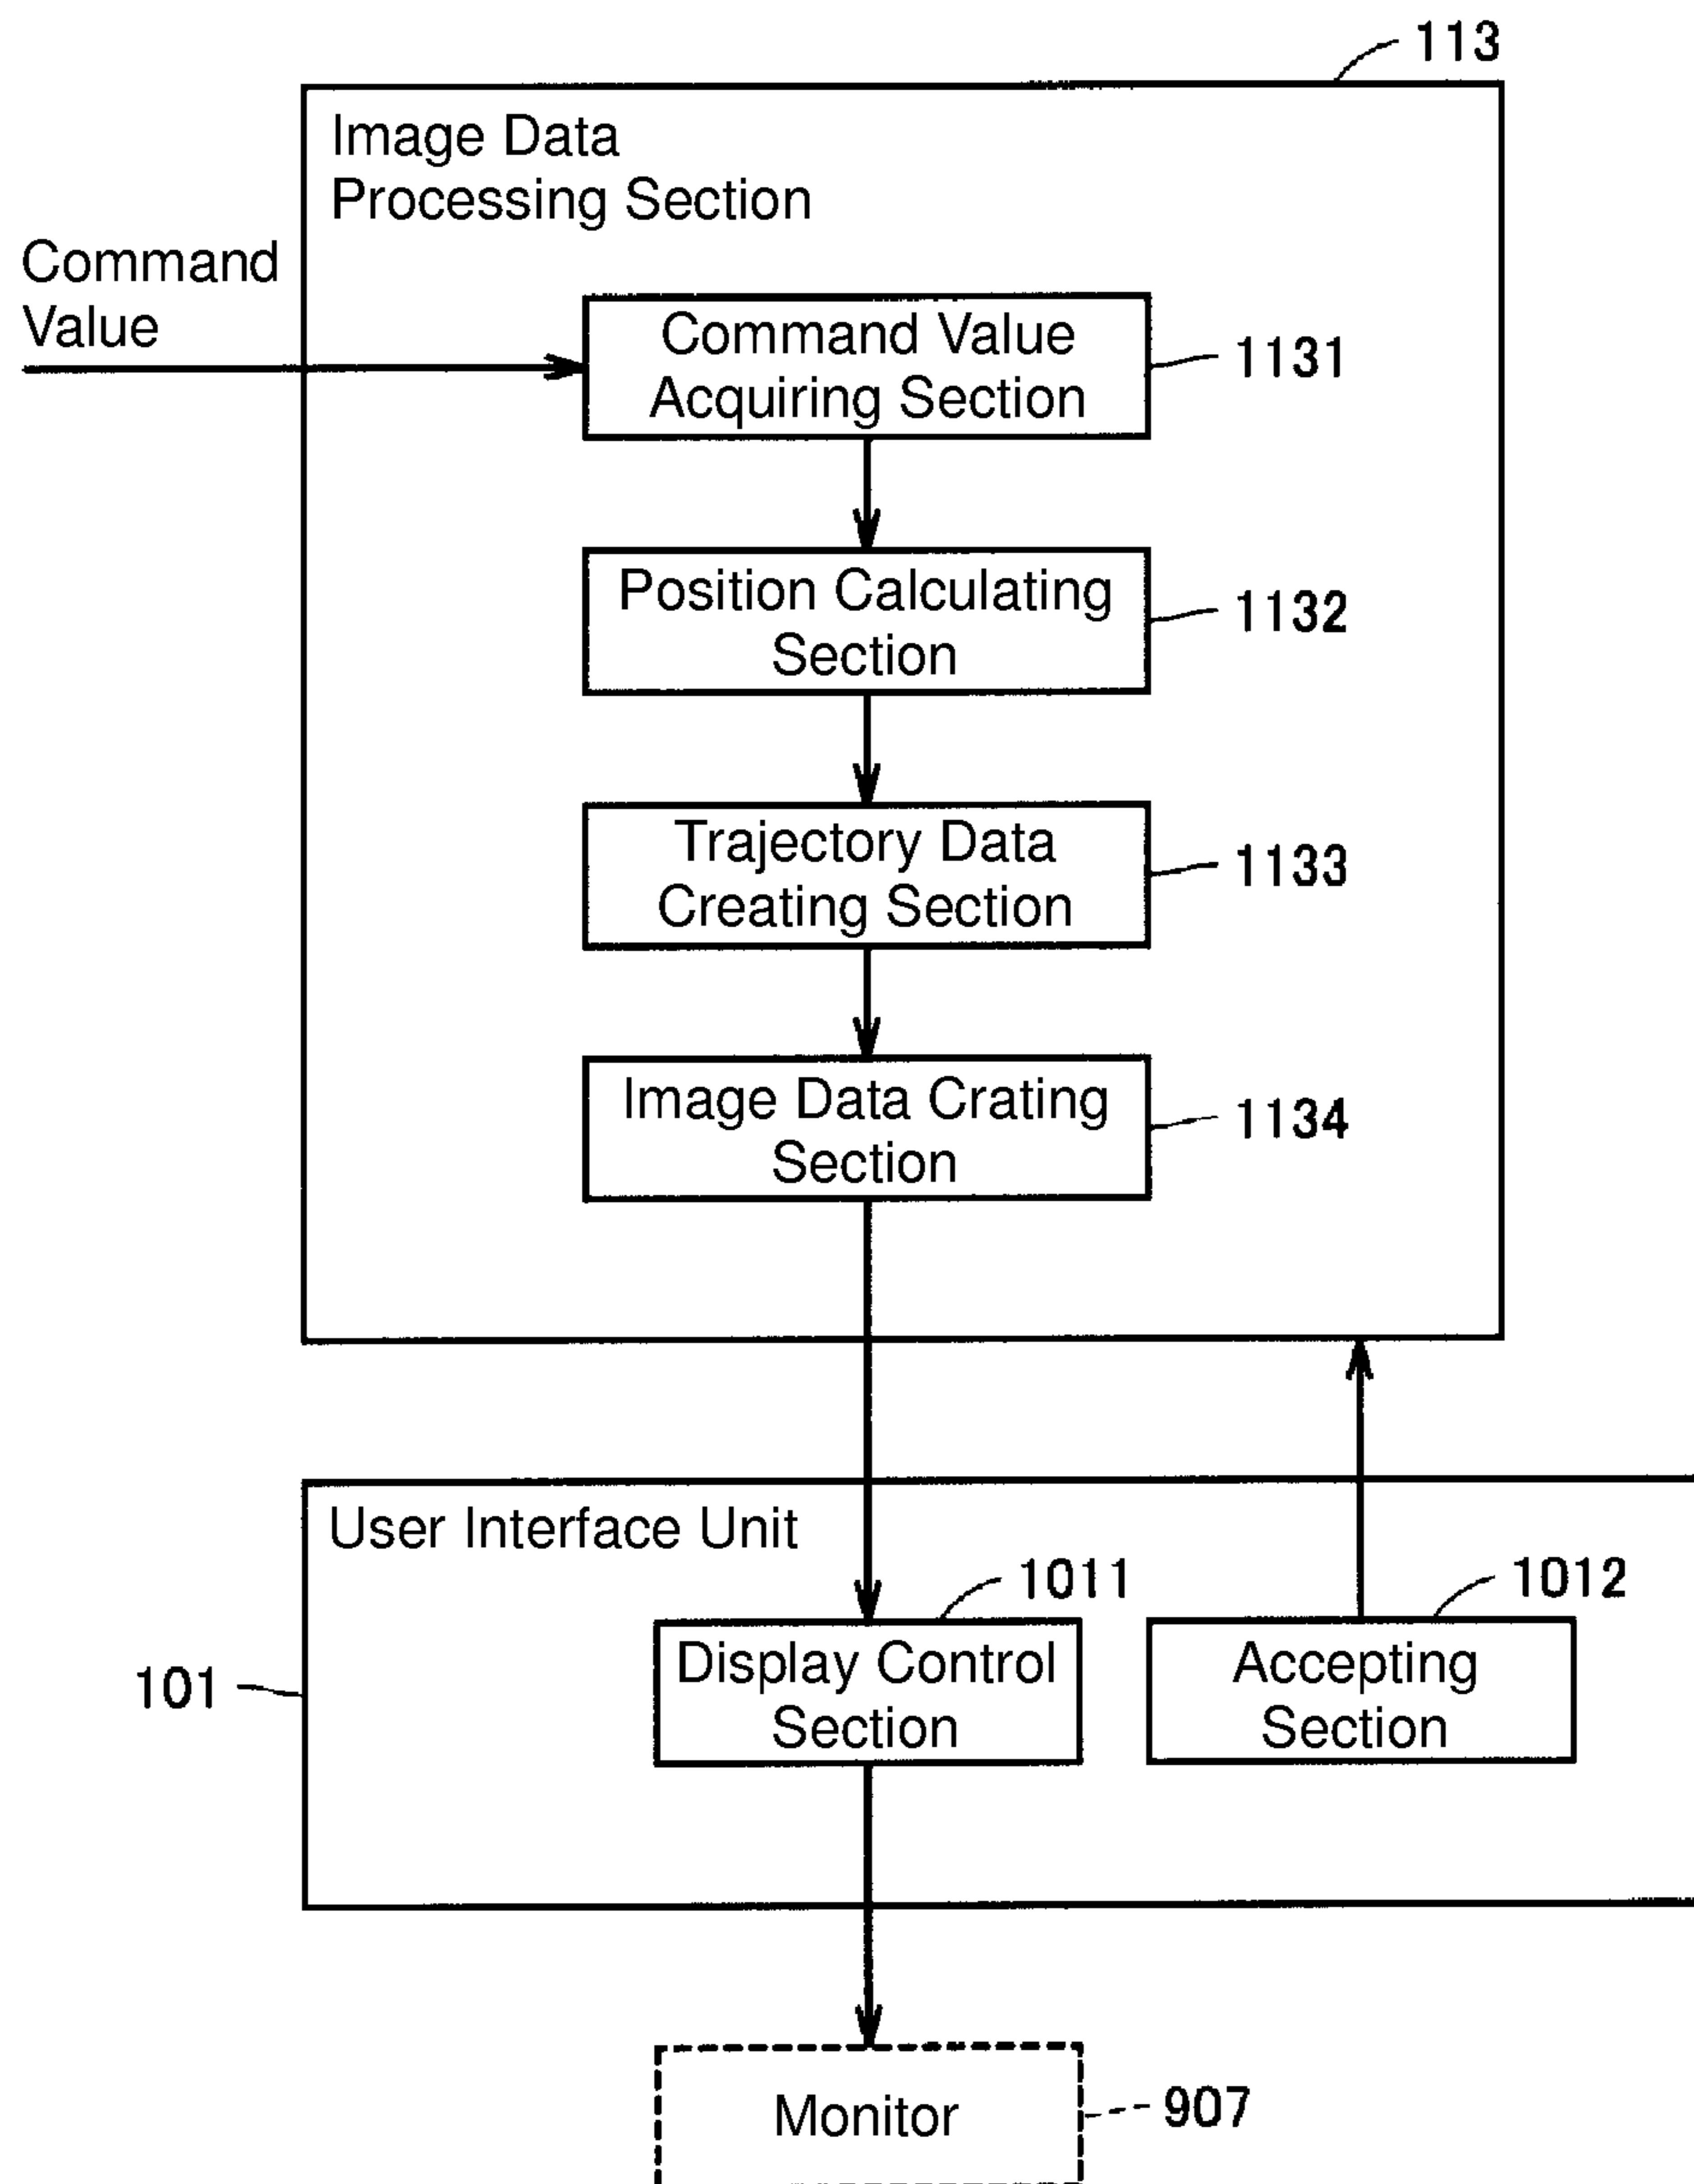 113
Image Data
Processing Section
Command
Value
Command Value
Acquiring Section
1131
Position Calculating
Section
1132
Trajectory Data
Creating Section
1133
Image Data Crating
Section
1134
User Interface Unit
1011
1012
Display Control
Section
Accepting
Section
101
Monitor
907